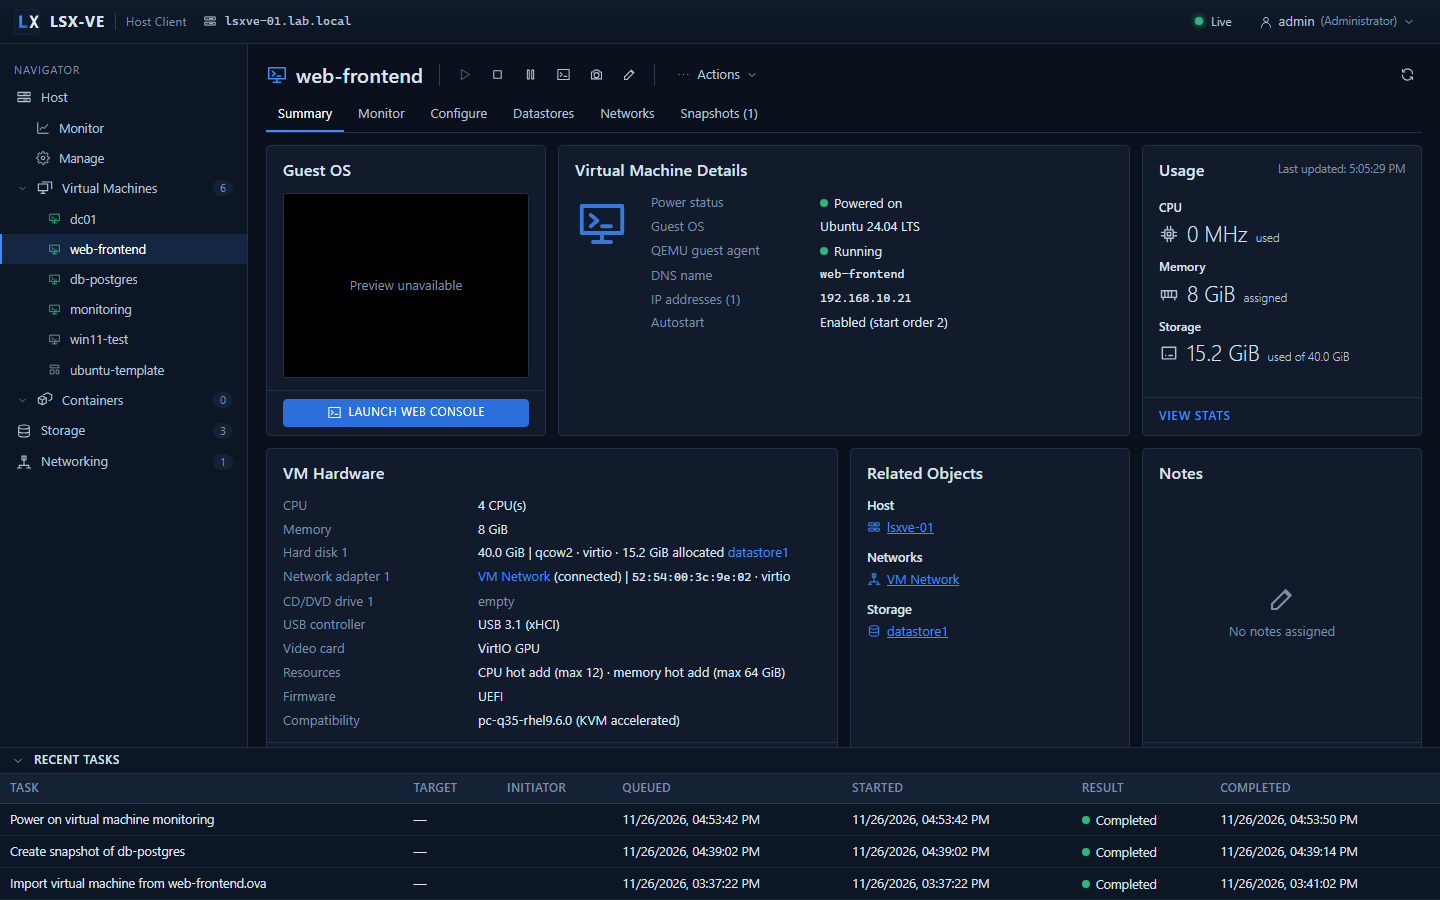 LX LSX-VE Host Client lsxve-01.lab.local Live admin (Administrator)
NAVIGATOR
Host
Monitor
Manage
Virtual Machines 6
dc01
web-frontend
db-postgres
monitoring
win11-test
ubuntu-template
Containers 0
Storage 3
Networking 1
web-frontend ··· Actions
Summary Monitor Configure Datastores Networks Snapshots (1)
Guest OS
Preview unavailable
LAUNCH WEB CONSOLE
Virtual Machine Details
Power status Powered on
Guest OS Ubuntu 24.04 LTS
QEMU guest agent Running
DNS name web-frontend
IP addresses (1) 192.168.10.21
Autostart Enabled (start order 2)
Usage Last updated: 5:05:29 PM
CPU
0 MHz used
Memory
8 GiB assigned
Storage
15.2 GiB used of 40.0 GiB
VIEW STATS
VM Hardware
CPU 4 CPU(s)
Memory 8 GiB
Hard disk 1 40.0 GiB | qcow2 · virtio · 15.2 GiB allocated datastore1
Network adapter 1 VM Network (connected) | 52:54:00:3c:9e:02 · virtio
CD/DVD drive 1 empty
USB controller USB 3.1 (xHCI)
Video card VirtIO GPU
Resources CPU hot add (max 12) · memory hot add (max 64 GiB)
Firmware UEFI
Compatibility pc-q35-rhel9.6.0 (KVM accelerated)
Related Objects
Host
lsxve-01
Networks
VM Network
Storage
datastore1
Notes
No notes assigned
RECENT TASKS
TASK TARGET INITIATOR QUEUED STARTED RESULT COMPLETED
Power on virtual machine monitoring — 11/26/2026, 04:53:42 PM 11/26/2026, 04:53:42 PM Completed 11/26/2026, 04:53:50 PM
Create snapshot of db-postgres — 11/26/2026, 04:39:02 PM 11/26/2026, 04:39:02 PM Completed 11/26/2026, 04:39:14 PM
Import virtual machine from web-frontend.ova — 11/26/2026, 03:37:22 PM 11/26/2026, 03:37:22 PM Completed 11/26/2026, 03:41:02 PM